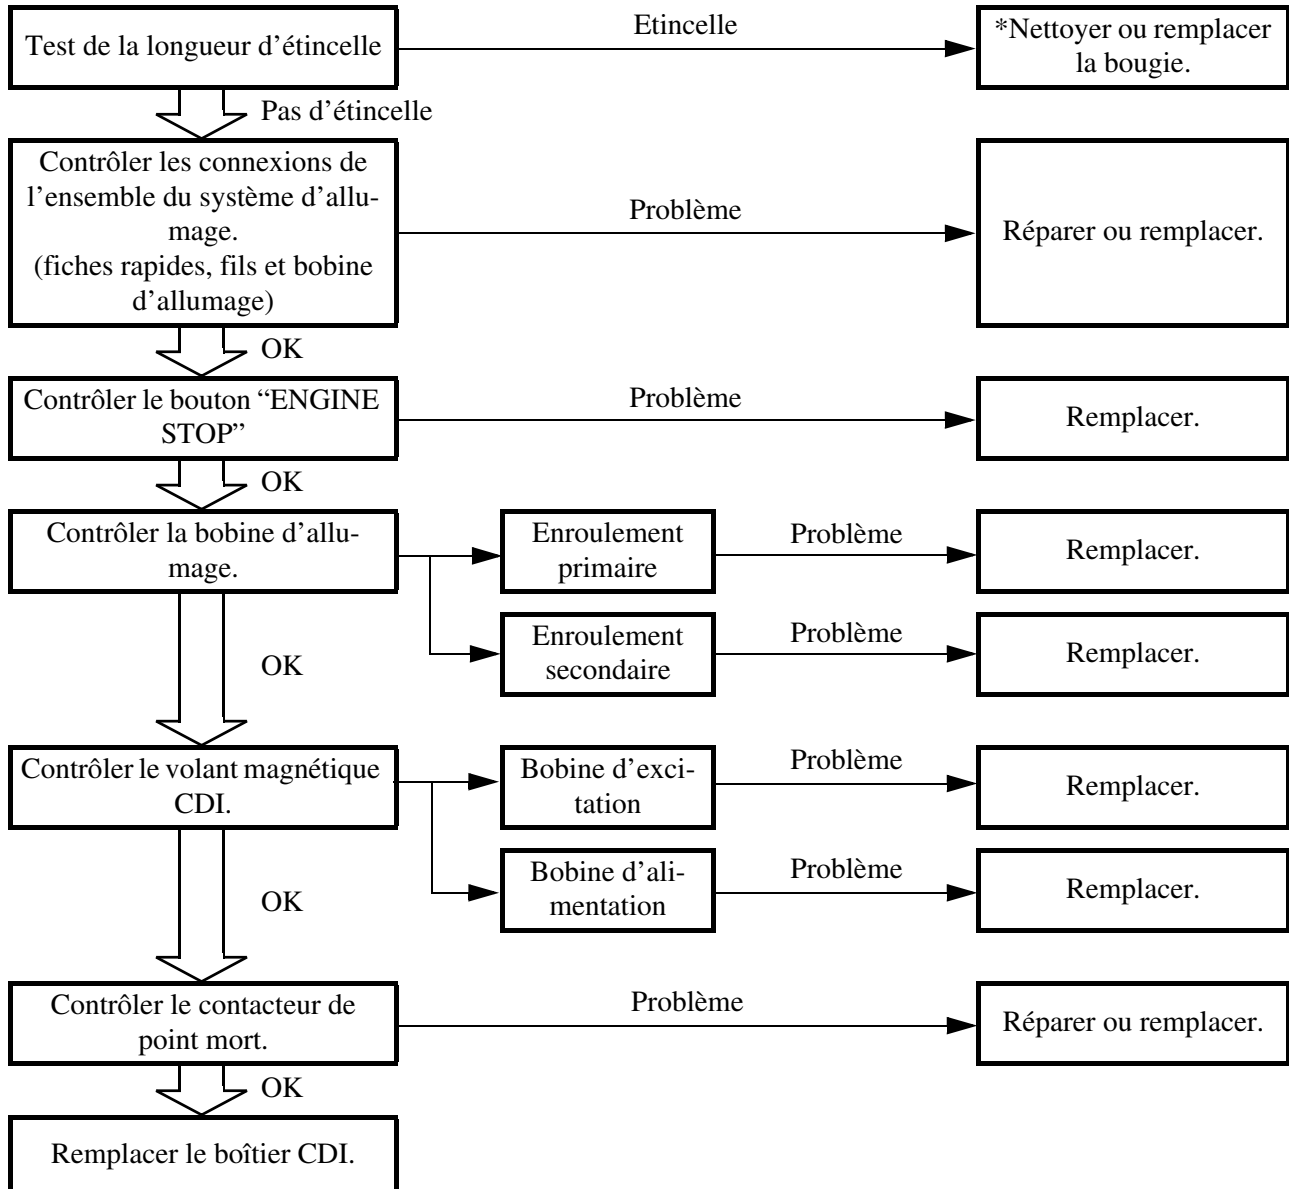 Test de la longueur d’étincelle
Etincelle
*Nettoyer ou remplacer
la bougie.
Pas d’étincelle
Contrôler les connexions de
l’ensemble du système d’allu-
mage.
(fiches rapides, fils et bobine
d’allumage)
Problème
Réparer ou remplacer.
OK
Contrôler le bouton “ENGINE
STOP”
Problème
Remplacer.
OK
Contrôler la bobine d’allu-
mage.
Enroulement
primaire
Problème
Remplacer.
Enroulement
secondaire
Problème
Remplacer.
OK
Contrôler le volant magnétique
CDI.
Bobine d’exci-
tation
Problème
Remplacer.
Bobine d’ali-
mentation
Problème
Remplacer.
OK
Contrôler le contacteur de
point mort.
Problème
Réparer ou remplacer.
OK
Remplacer le boîtier CDI.